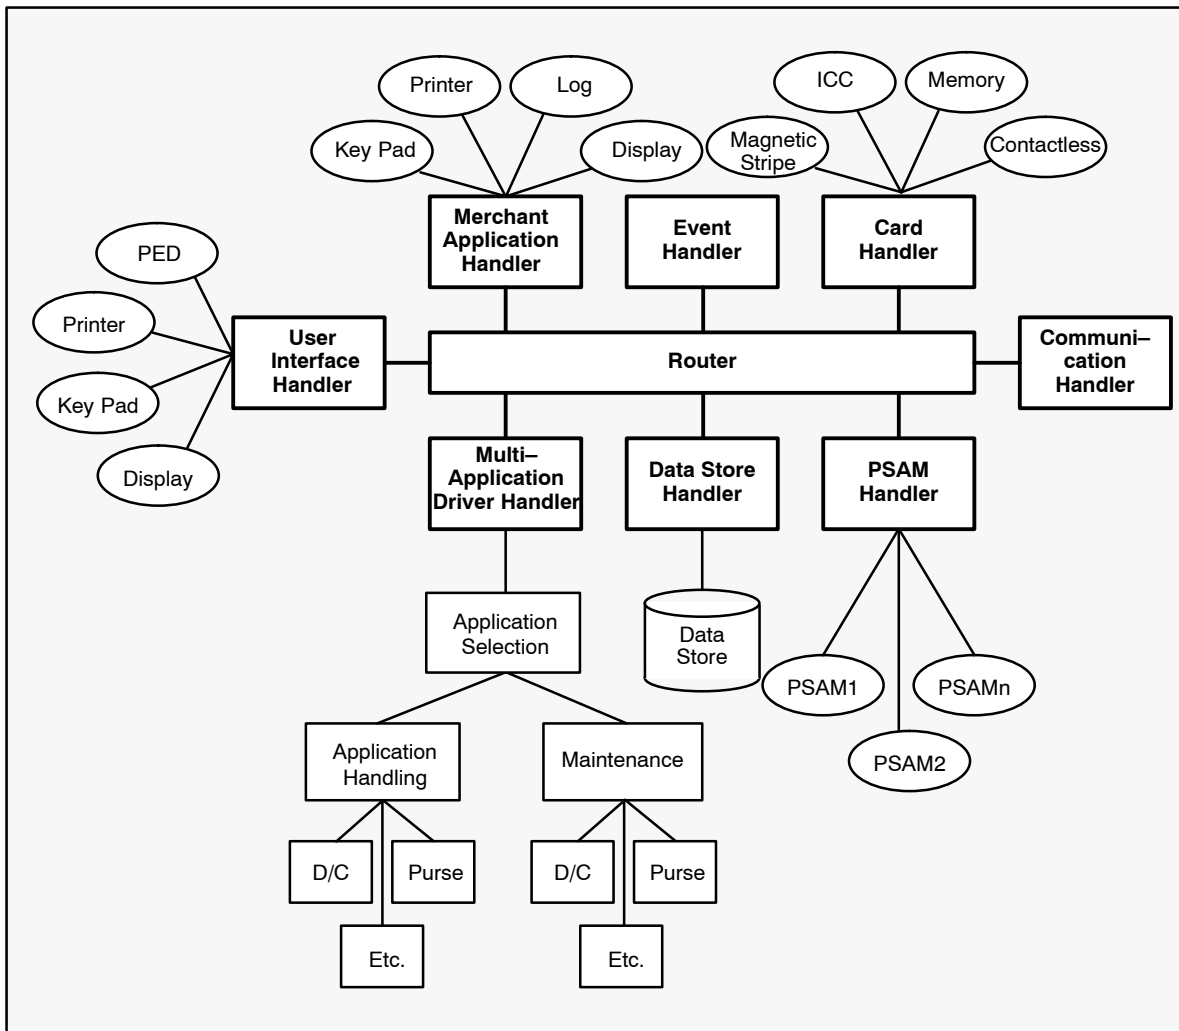 Printer
Log
Key Pad
Display
ICC
Memory
Magnetic
Stripe
Contactless
Merchant
Application
Handler
Event
Handler
Card
Handler
PED
Printer
Key Pad
Display
User
Interface
Handler
Router
Communi–
cation
Handler
Multi–
Application
Driver Handler
Data Store
Handler
PSAM
Handler
Application
Selection
Data
Store
PSAM1
PSAMn
PSAM2
Application
Handling
Maintenance
D/C
Purse
Etc.
D/C
Purse
Etc.